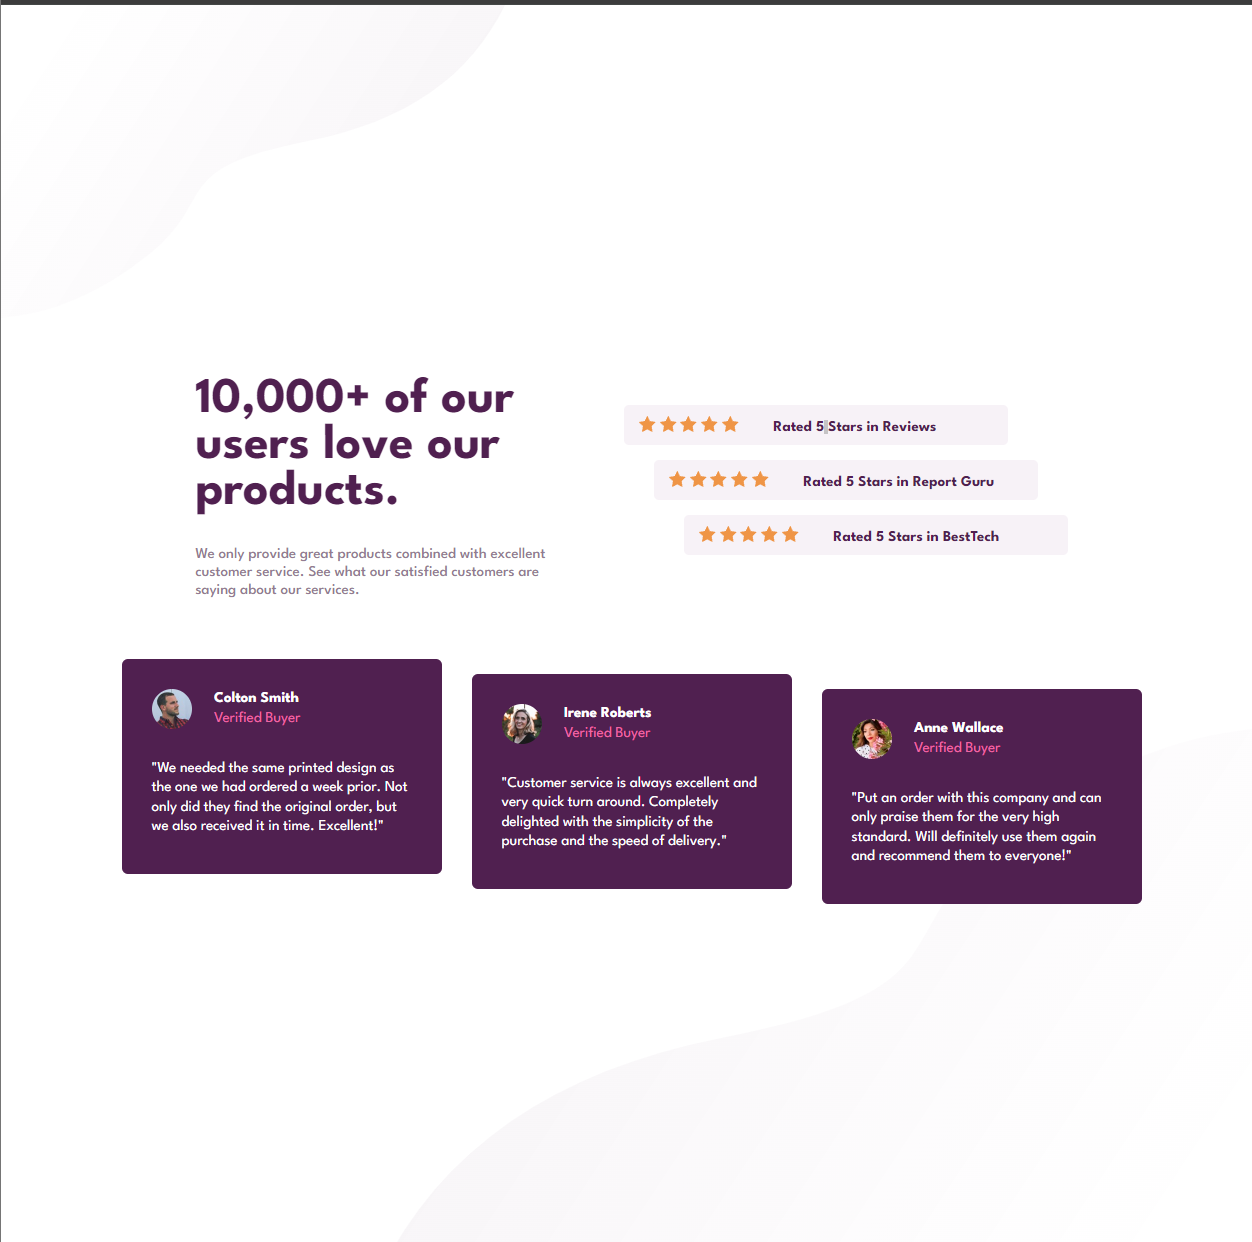 10,000+ of our
users love our
products.
We only provide great products combined with excellent
customer service. See what our satisfied customers are
saying about our services.
Rated 5 Stars in Reviews
Rated 5 Stars in Report Guru
Rated 5 Stars in BestTech
Colton Smith
Verified Buyer
"We needed the same printed design as
the one we had ordered a week prior. Not
only did they find the original order, but
we also received it in time. Excellent!"
Irene Roberts
Verified Buyer
"Customer service is always excellent and
very quick turn around. Completely
delighted with the simplicity of the
purchase and the speed of delivery."
Anne Wallace
Verified Buyer
"Put an order with this company and can
only praise them for the very high
standard. Will definitely use them again
and recommend them to everyone!"